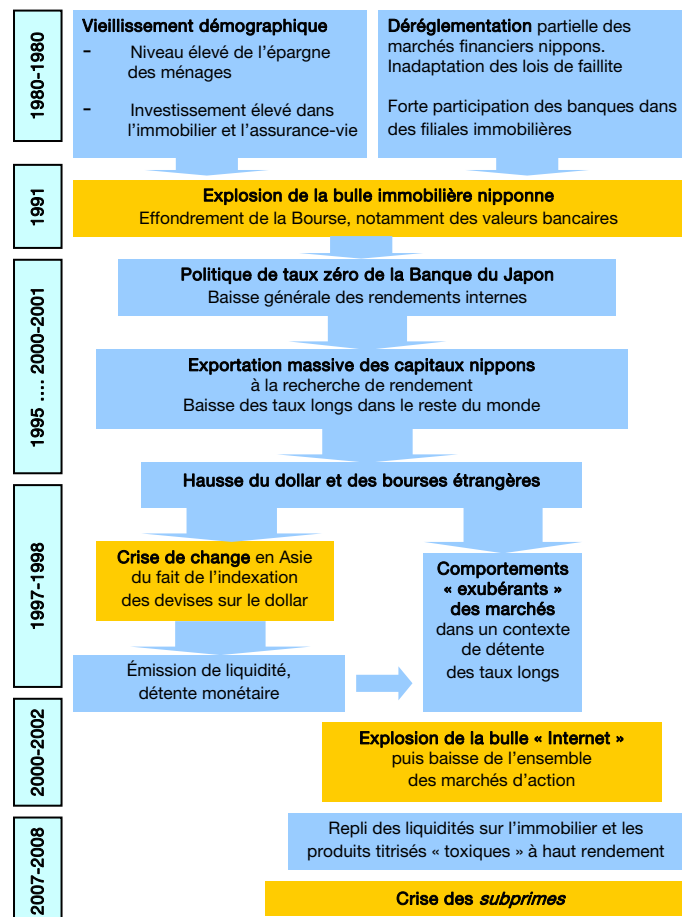 1980-1980
Vieillissement démographique
- Niveau élevé de l'épargne
des ménages
- Investissement élevé dans
l'immobilier et l'assurance-vie
Déréglementation partielle des
marchés financiers nippons.
Inadaptation des lois de faillite
Forte participation des banques dans
des filiales immobilières
1991
Explosion de la bulle immobilière nipponne
Effondrement de la Bourse, notamment des valeurs bancaires
1995 .... 2000-2001
Politique de taux zéro de la Banque du Japon
Baisse générale des rendements internes
Exportation massive des capitaux nippons
à la recherche de rendement
Baisse des taux longs dans le reste du monde
Hausse du dollar et des bourses étrangères
1997-1998
Crise de change en Asie
du fait de l'indexation
des devises sur le dollar
Émission de liquidité,
détente monétaire
Comportements
« exubérants »
des marchés
dans un contexte
de détente
des taux longs
2000-2002
Explosion de la bulle « Internet »
puis baisse de l'ensemble
des marchés d'action
2007-2008
Repli des liquidités sur l'immobilier et les
produits titrisés « toxiques » à haut rendement
Crise des subprimes